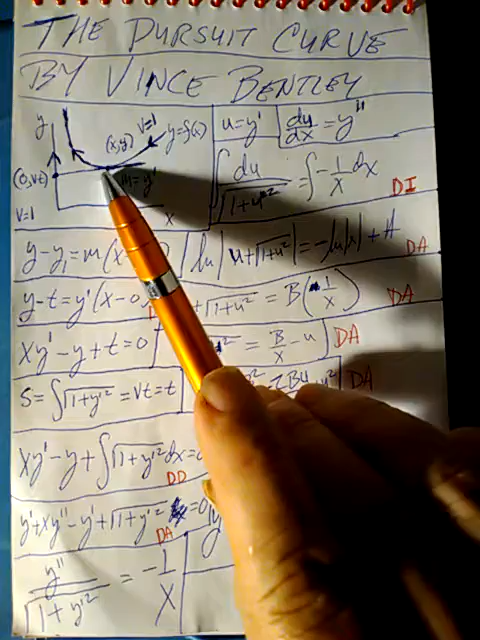 THE PURSUIT CURVE
BY VINCE BENTLEY
y
(x,y) v=1
y=f(x)
(0,vt)
m=y'
v=1
x
y-y₁=m(x
y-t=y'(x-0
xy'-y+t=0
S=∫√1+y'² =vt=t
xy'-y+∫√1+y'² dx=
DD
y'+xy''-y'+√1+y'² =0
DA
y''/√1+y'² = -1/x
u=y'
du/dx=y''
∫du/√1+u² =∫-1/x dx
DI
ln|u+√1+u²|=-ln|x|+A
DA
+√1+u² = B(1/x)
DA
= B/x -u
DA
DA